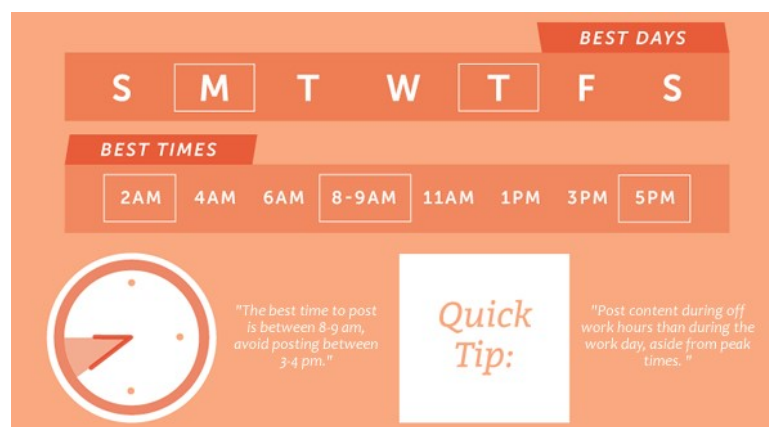 BEST DAYS
S M T W T F S
BEST TIMES
2AM 4AM 6AM 8-9AM 11AM 1PM 3PM 5PM
"The best time to post
is between 8-9 am,
avoid posting between
3-4 pm."
Quick
Tip:
"Post content during off
work hours than during the
work day, aside from peak
times. "